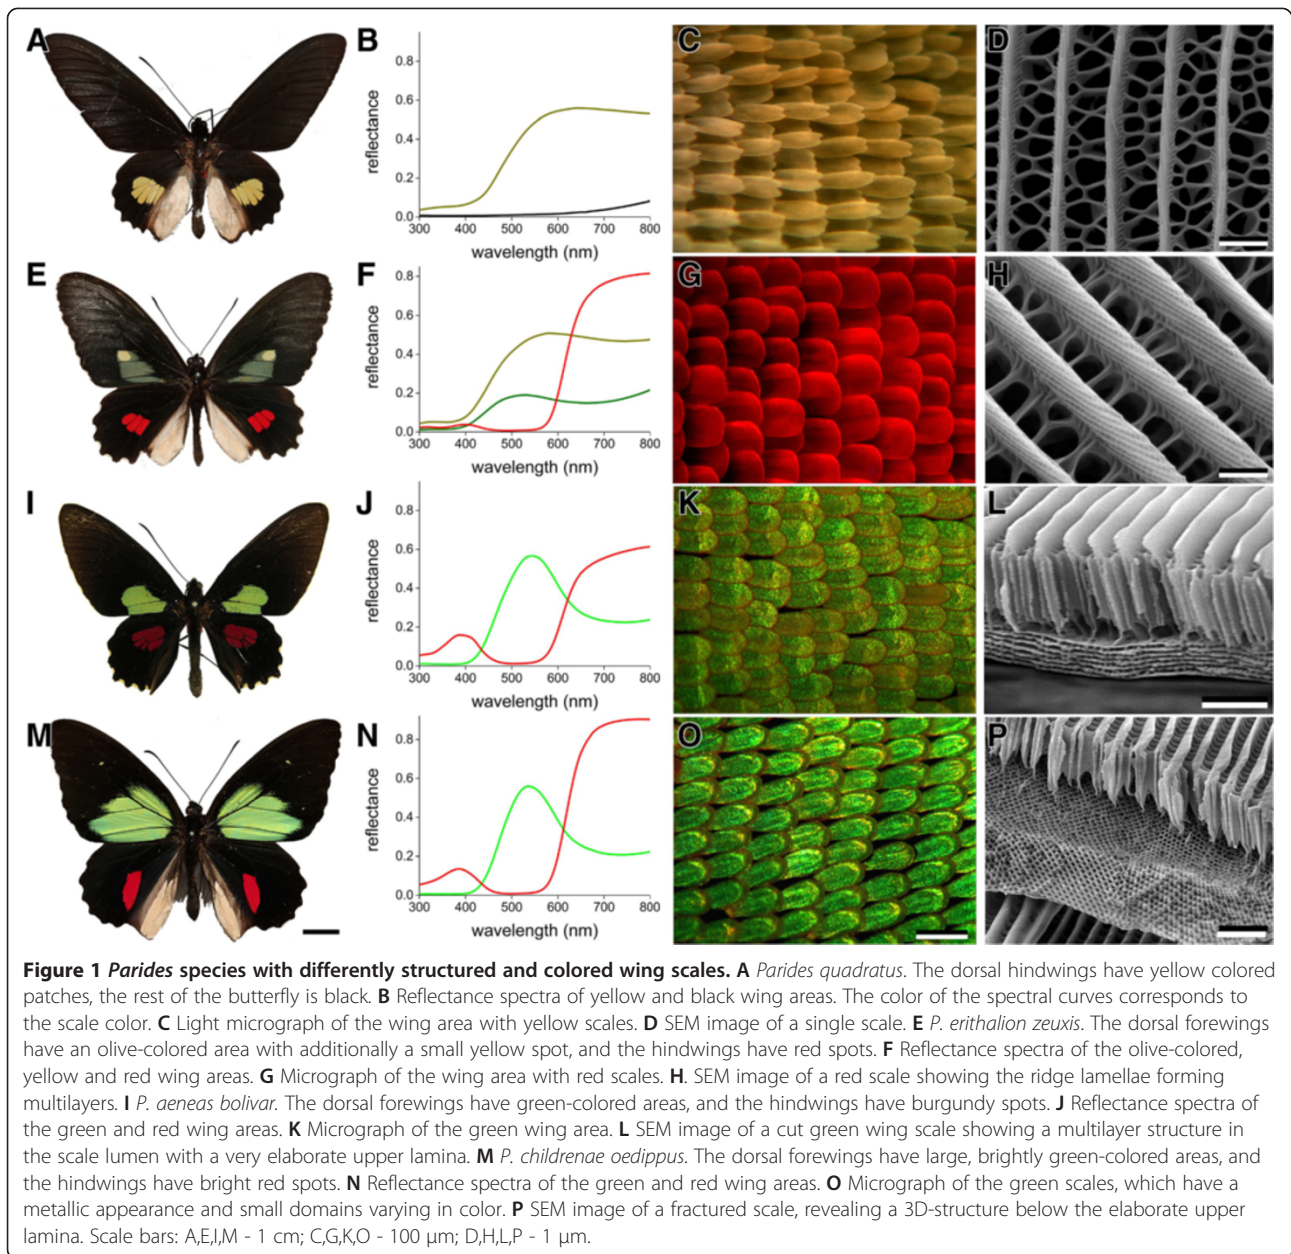 A
B
0.8
0.6
0.4
0.2
0.0
reflectance
300 400 500 600 700 800
wavelength (nm)
C
D
E
F
0.8
0.6
0.4
0.2
0.0
reflectance
300 400 500 600 700 800
wavelength (nm)
G
H
I
J
0.8
0.6
0.4
0.2
0.0
reflectance
300 400 500 600 700 800
wavelength (nm)
K
L
M
N
0.8
0.6
0.4
0.2
0.0
reflectance
300 400 500 600 700 800
wavelength (nm)
O
P
Figure 1 Parides species with differently structured and colored wing scales. A Parides quadratus. The dorsal hindwings have yellow colored
patches, the rest of the butterfly is black. B Reflectance spectra of yellow and black wing areas. The color of the spectral curves corresponds to
the scale color. C Light micrograph of the wing area with yellow scales. D SEM image of a single scale. E P. erithalion zeuxis. The dorsal forewings
have an olive-colored area with additionally a small yellow spot, and the hindwings have red spots. F Reflectance spectra of the olive-colored,
yellow and red wing areas. G Micrograph of the wing area with red scales. H. SEM image of a red scale showing the ridge lamellae forming
multilayers. I P. aeneas bolivar. The dorsal forewings have green-colored areas, and the hindwings have burgundy spots. J Reflectance spectra of
the green and red wing areas. K Micrograph of the green wing area. L SEM image of a cut green wing scale showing a multilayer structure in
the scale lumen with a very elaborate upper lamina. M P. childrenae oedippus. The dorsal forewings have large, brightly green-colored areas, and
the hindwings have bright red spots. N Reflectance spectra of the green and red wing areas. O Micrograph of the green scales, which have a
metallic appearance and small domains varying in color. P SEM image of a fractured scale, revealing a 3D-structure below the elaborate upper
lamina. Scale bars: A,E,I,M - 1 cm; C,G,K,O - 100 μm; D,H,L,P - 1 μm.